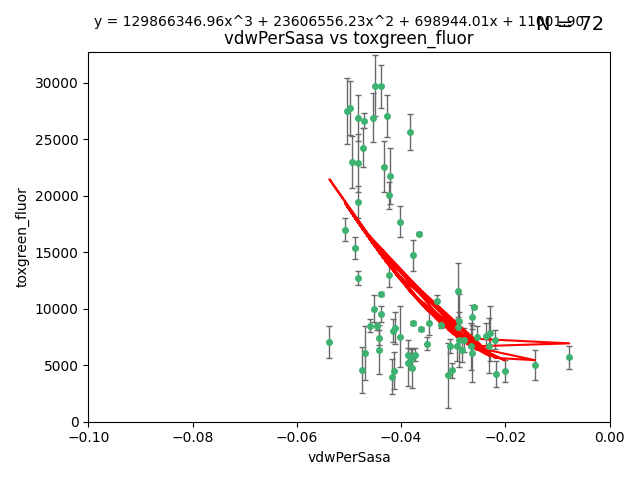 y = 129866346.96x^3 + 23606556.23x^2 + 698944.01x +
N = 72
vdwPerSasa vs toxgreen_fluor
toxgreen_fluor
30000
25000
20000
15000
10000
5000
0
−0.10
−0.08
−0.06
−0.04
−0.02
0.00
vdwPerSasa